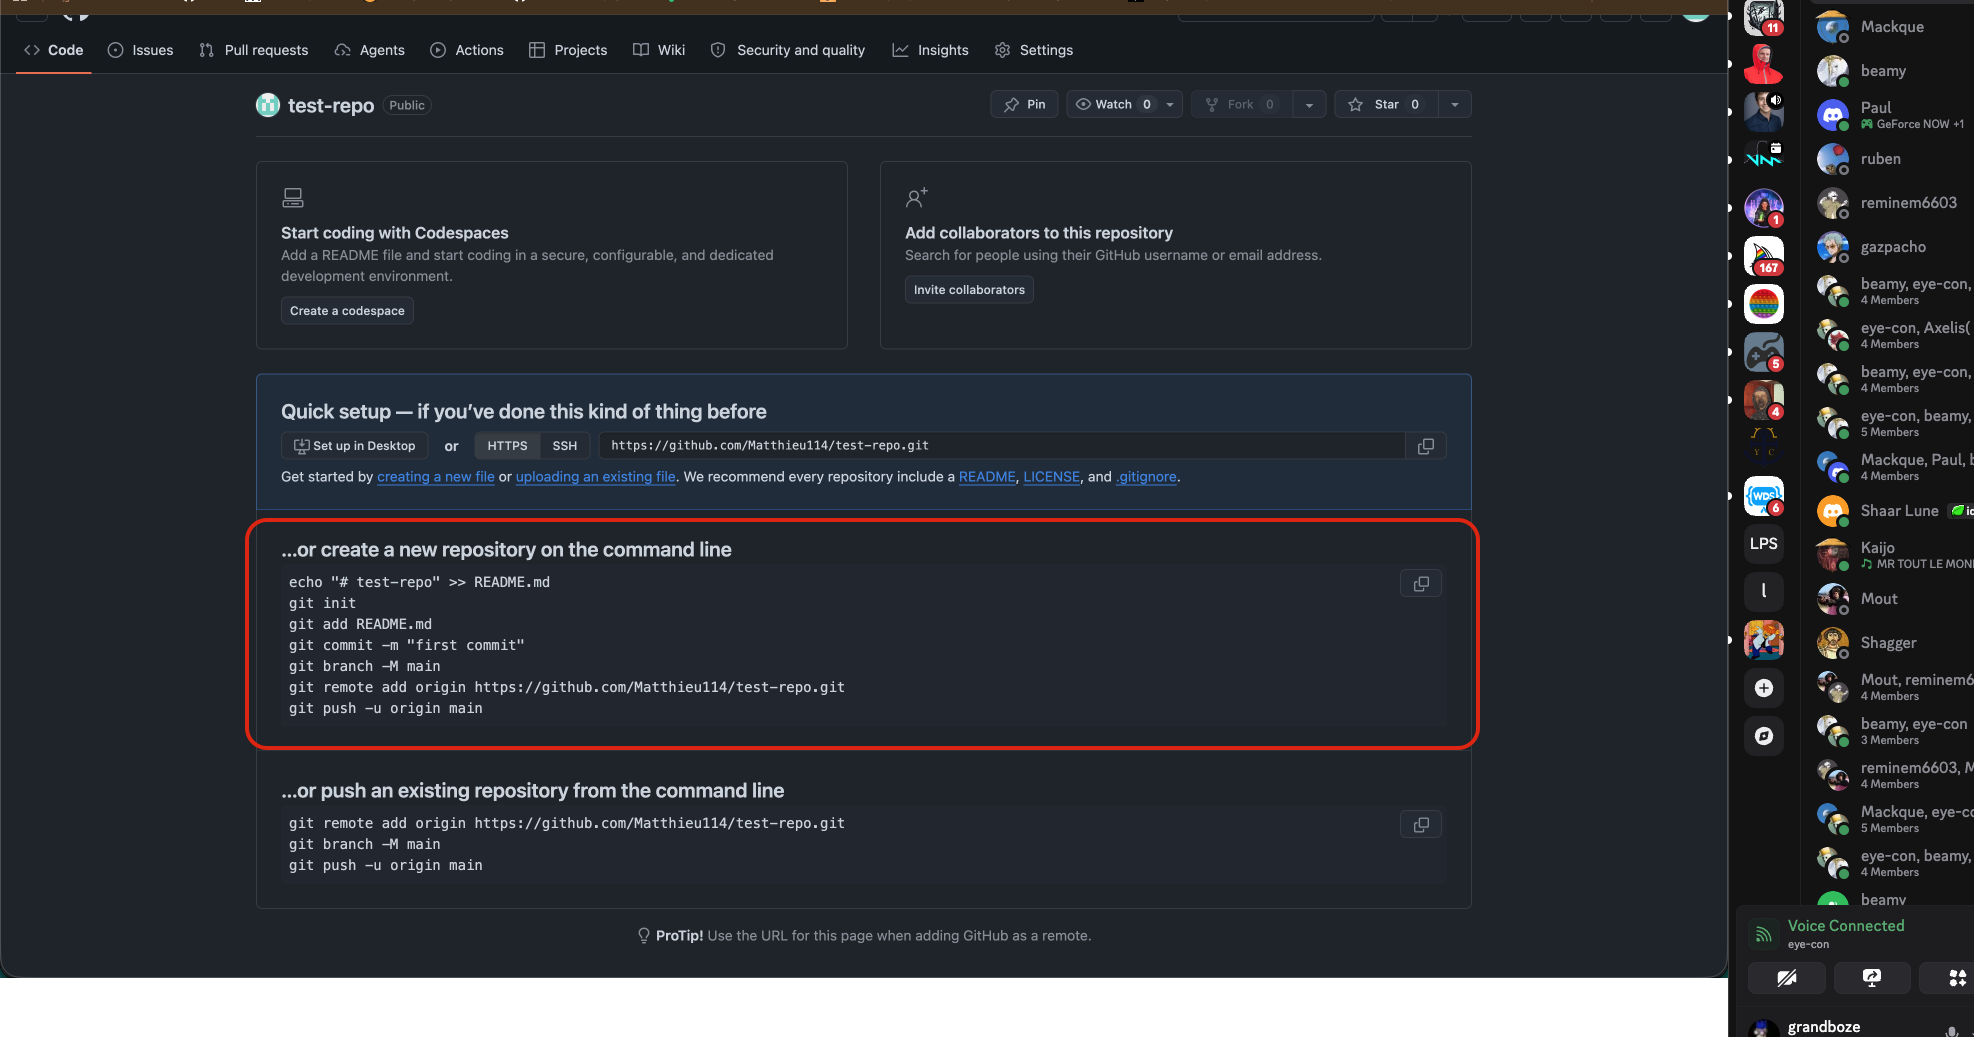 Code
Issues
Pull requests
Agents
Actions
Projects
Wiki
Security and quality
Insights
Settings
test-repo
Public
Pin
Watch 0
Fork 0
Star 0
Start coding with Codespaces
Add a README file and start coding in a secure, configurable, and dedicated
development environment.
Create a codespace
Add collaborators to this repository
Search for people using their GitHub username or email address.
Invite collaborators
Quick setup — if you’ve done this kind of thing before
Set up in Desktop
or
HTTPS
SSH
https://github.com/Matthieu114/test-repo.git
Get started by creating a new file or uploading an existing file. We recommend every repository include a README, LICENSE, and .gitignore.
...or create a new repository on the command line
echo "# test-repo" >> README.md
git init
git add README.md
git commit -m "first commit"
git branch -M main
git remote add origin https://github.com/Matthieu114/test-repo.git
git push -u origin main
...or push an existing repository from the command line
git remote add origin https://github.com/Matthieu114/test-repo.git
git branch -M main
git push -u origin main
ProTip! Use the URL for this page when adding GitHub as a remote.
11
1
167
5
4
Y C
WDS
6
LPS
l
Mackque
beamy
Paul
GeForce NOW +1
ruben
reminem6603
gazpacho
beamy, eye-con,
4 Members
eye-con, Axelis(
4 Members
beamy, eye-con,
4 Members
eye-con, beamy,
5 Members
Mackque, Paul, b
4 Members
Shaar Lune
Kaijo
MR TOUT LE MON
Mout
Shagger
Mout, reminem6
4 Members
beamy, eye-con
3 Members
reminem6603, M
4 Members
Mackque, eye-co
5 Members
eye-con, beamy,
4 Members
beamy
Voice Connected
eye-con
grandboze